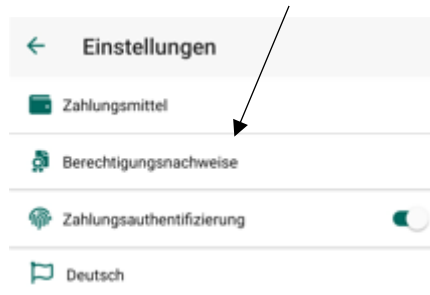 Einstellungen
Zahlungsmittel
Berechtigungsnachweise
Zahlungsauthentifizierung
Deutsch